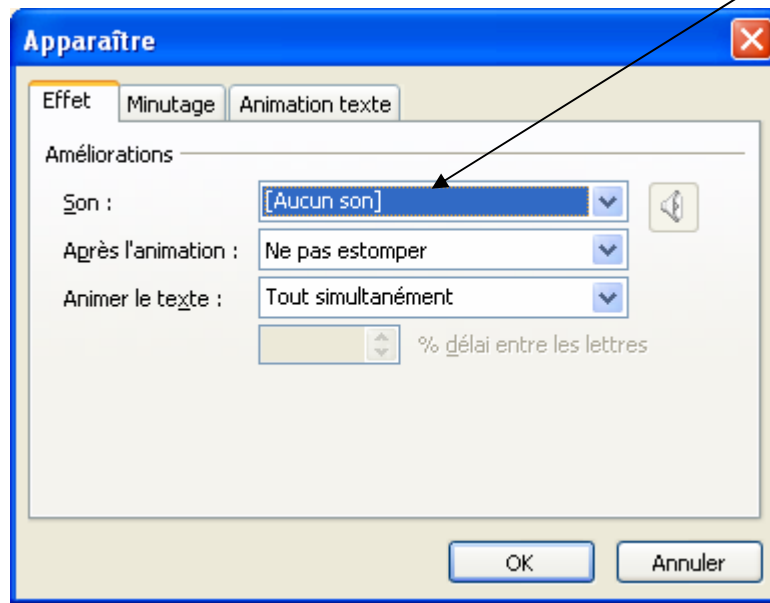 Apparaître
Effet Minutage Animation texte
Améliorations
Son : [Aucun son]
Après l'animation : Ne pas estomper
Animer le texte : Tout simultanément
% délai entre les lettres
OK Annuler